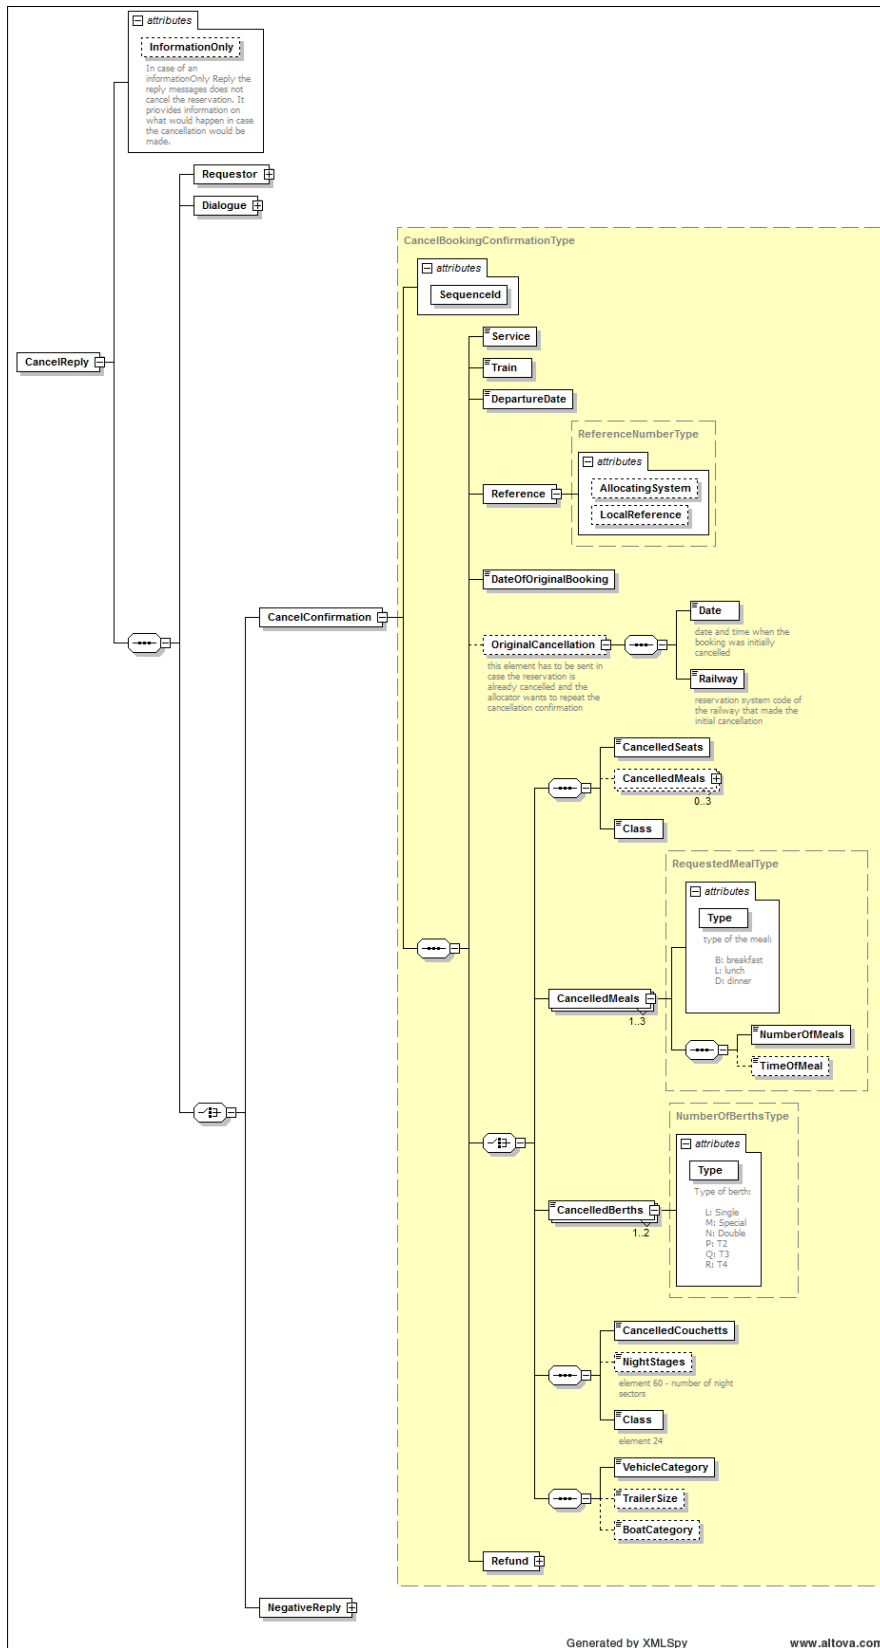 attributes
InformationOnly
In case of an
informationOnly Reply the
reply messages does not
cancel the reservation. It
priovides information on
what would happen in case
the cancellation would be
made.
Requestor
Dialogue
CancelBookingConfirmationType
attributes
SequenceId
Service
Train
CancelReply
DepartureDate
ReferenceNumberType
attributes
AllocatingSystem
Reference
LocalReference
DateOfOriginalBooking
Date
date and time when the
booking was initially
cancelled
CancelConfirmation
OriginalCancellation
this element has to be sent in
case the reservation is
already cancelled and the
allocator wants to repeat the
cancellation confirmation
Railway
reservation system code of
the railway that made the
initial cancellation
CancelledSeats
CancelledMeals
0..3
Class
RequestedMealType
attributes
Type
type of the meal:
B: breakfast
L: lunch
D: dinner
CancelledMeals
1..3
NumberOfMeals
TimeOfMeal
NumberOfBerthsType
attributes
Type
Type of berth:
L: Single
M: Special
N: Double
P: T2
Q: T3
R: T4
CancelledBerths
1..2
CancelledCouchetts
NightStages
element 60 - number of night
sectors
Class
element 24
VehicleCategory
TrailerSize
BoatCategory
Refund
NegativeReply
Generated by XMLSpy www.altova.com